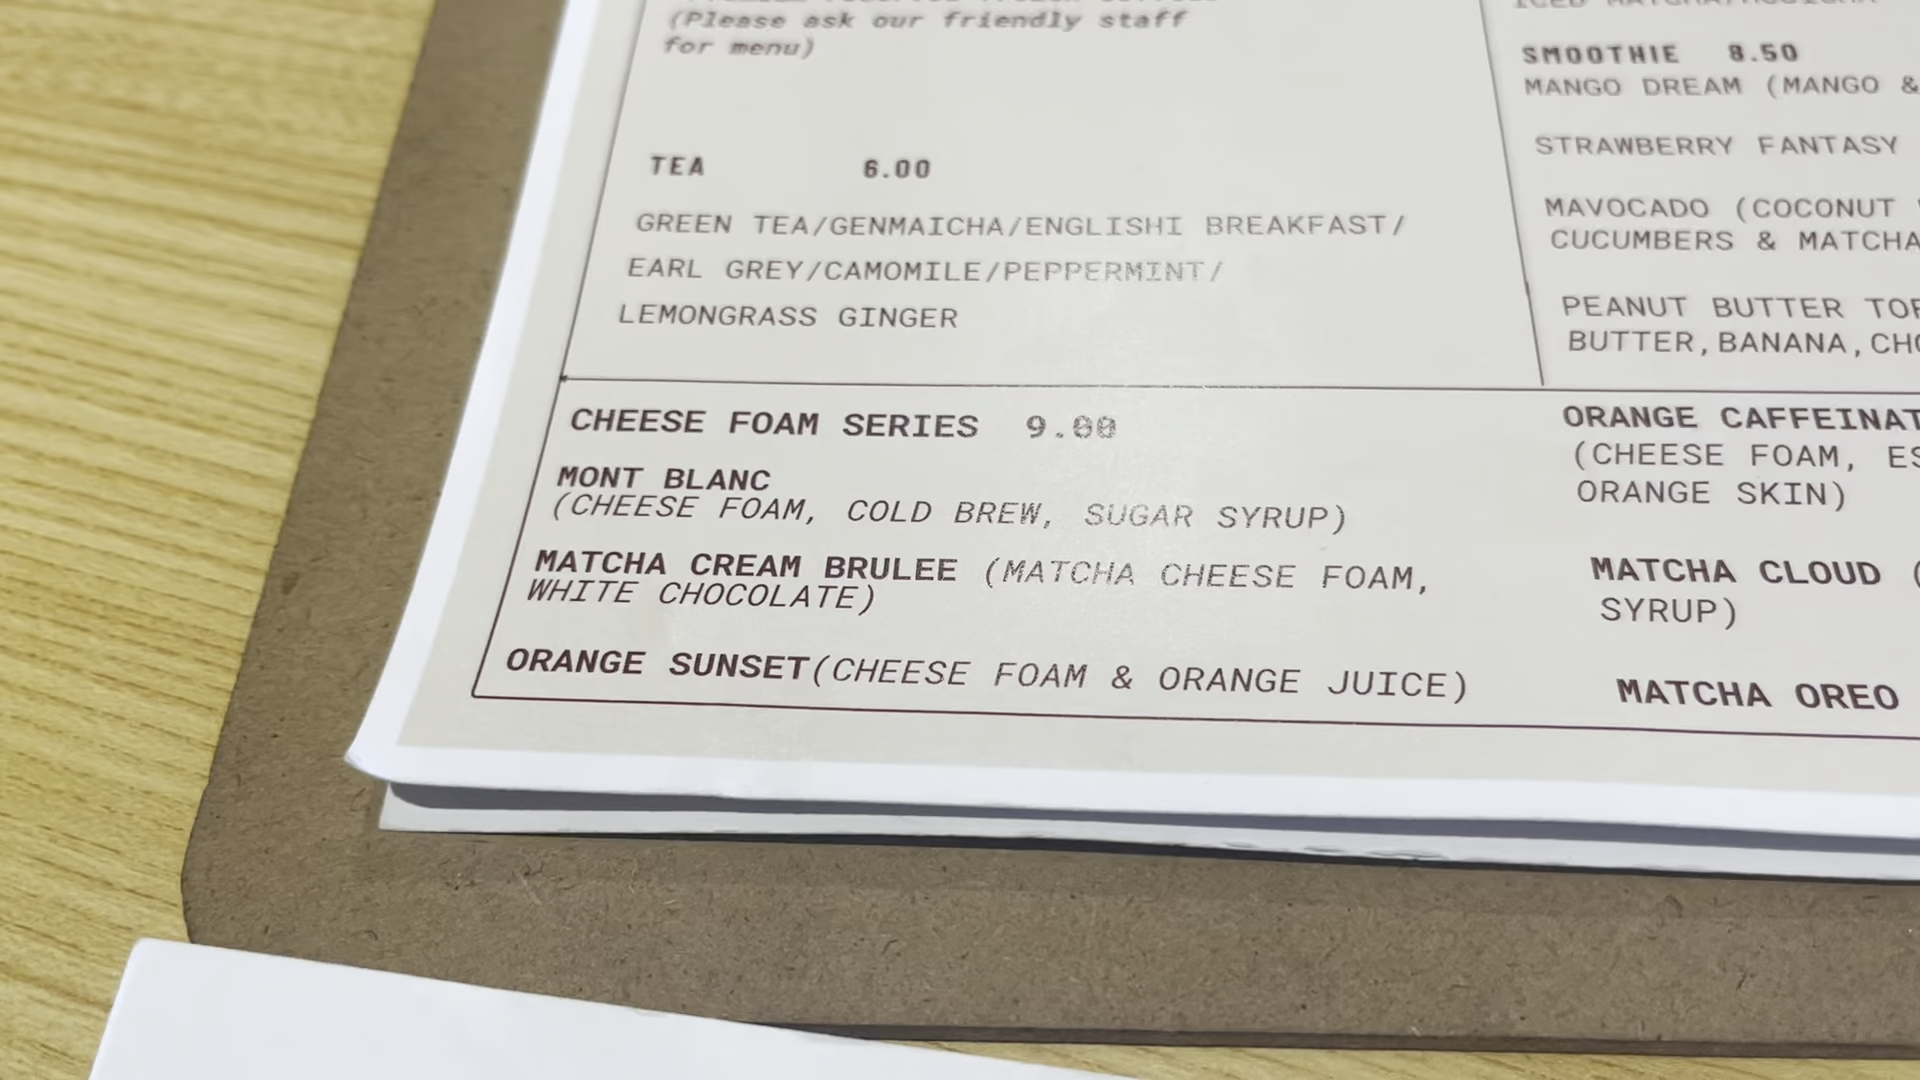 (Please ask our friendly staff
for menu)
TEA 6.00
GREEN TEA/GENMAICHA/ENGLISHI BREAKFAST/
EARL GREY/CAMOMILE/PEPPERMINT/
LEMONGRASS GINGER
SMOOTHIE 8.50
MANGO DREAM (MANGO &
STRAWBERRY FANTASY
MAVOCADO (COCONUT
CUCUMBERS & MATCHA
PEANUT BUTTER
BUTTER,BANANA,
CHEESE FOAM SERIES 9.00
MONT BLANC
(CHEESE FOAM, COLD BREW, SUGAR SYRUP)
MATCHA CREAM BRULEE (MATCHA CHEESE FOAM,
WHITE CHOCOLATE)
ORANGE SUNSET(CHEESE FOAM & ORANGE JUICE)
ORANGE
(CHEESE FOAM,
ORANGE SKIN)
MATCHA CLOUD (
SYRUP)
MATCHA OREO